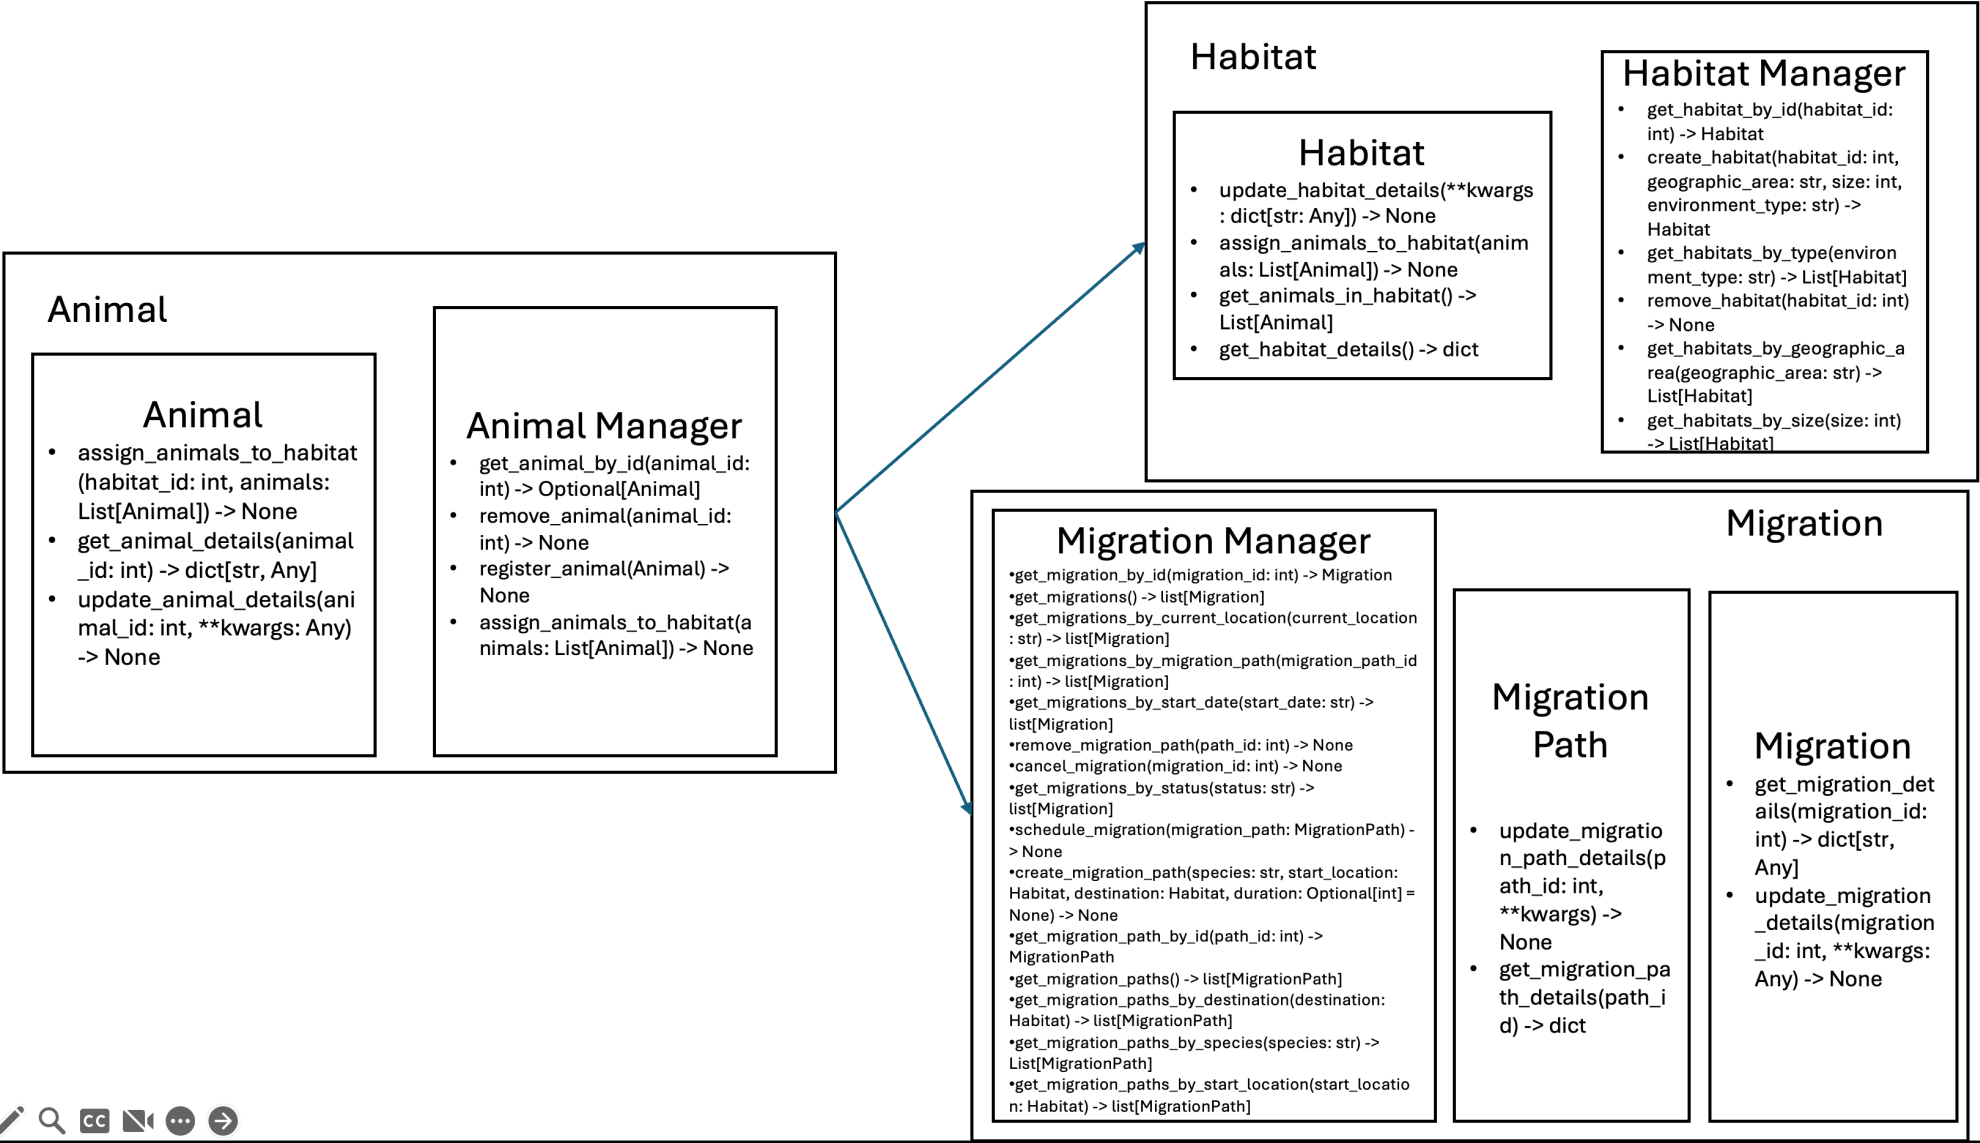 Animal
Animal
• assign_animals_to_habitat
(habitat_id: int, animals:
List[Animal]) -> None
• get_animal_details(animal
_id: int) -> dict[str, Any]
• update_animal_details(ani
mal_id: int, **kwargs: Any)
-> None
Animal Manager
• get_animal_by_id(animal_id:
int) -> Optional[Animal]
• remove_animal(animal_id:
int) -> None
• register_animal(Animal) ->
None
• assign_animals_to_habitat(a
nimals: List[Animal]) -> None
Habitat
Habitat
• update_habitat_details(**kwargs
: dict[str: Any]) -> None
• assign_animals_to_habitat(anim
als: List[Animal]) -> None
• get_animals_in_habitat() ->
List[Animal]
• get_habitat_details() -> dict
Habitat Manager
• get_habitat_by_id(habitat_id:
int) -> Habitat
• create_habitat(habitat_id: int,
geographic_area: str, size: int,
environment_type: str) ->
Habitat
• get_habitats_by_type(environ
ment_type: str) -> List[Habitat]
• remove_habitat(habitat_id: int)
-> None
• get_habitats_by_geographic_a
rea(geographic_area: str) ->
List[Habitat]
• get_habitats_by_size(size: int)
-> List[Habitat]
Migration
Migration Manager
•get_migration_by_id(migration_id: int) -> Migration
•get_migrations() -> list[Migration]
•get_migrations_by_current_location(current_location
: str) -> list[Migration]
•get_migrations_by_migration_path(migration_path_id
: int) -> list[Migration]
•get_migrations_by_start_date(start_date: str) ->
list[Migration]
•remove_migration_path(path_id: int) -> None
•cancel_migration(migration_id: int) -> None
•get_migrations_by_status(status: str) ->
list[Migration]
•schedule_migration(migration_path: MigrationPath) -
> None
•create_migration_path(species: str, start_location:
Habitat, destination: Habitat, duration: Optional[int] =
None) -> None
•get_migration_path_by_id(path_id: int) ->
MigrationPath
•get_migration_paths() -> list[MigrationPath]
•get_migration_paths_by_destination(destination:
Habitat) -> list[MigrationPath]
•get_migration_paths_by_species(species: str) ->
List[MigrationPath]
•get_migration_paths_by_start_location(start_locatio
n: Habitat) -> list[MigrationPath]
Migration
Path
• update_migratio
n_path_details(p
ath_id: int,
**kwargs) ->
None
• get_migration_pa
th_details(path_i
d) -> dict
Migration
• get_migration_det
ails(migration_id:
int) -> dict[str,
Any]
• update_migration
_details(migration
_id: int, **kwargs:
Any) -> None
CC